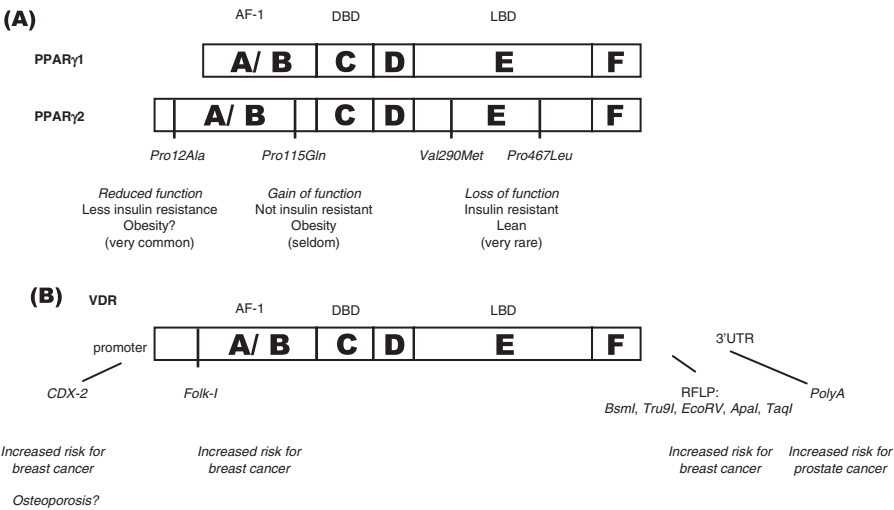 (A)
AF-1 DBD LBD
PPARγ1 A/ B C D E F
PPARγ2 A/ B C D E F
Pro12Ala Pro115Gln Val290Met Pro467Leu
Reduced function Gain of function Loss of function
Less insulin resistance Not insulin resistant Insulin resistant
Obesity? Obesity Lean
(very common) (seldom) (very rare)
(B) VDR
AF-1 DBD LBD
promoter A/ B C D E F 3'UTR
CDX-2 Folk-I RFLP: PolyA
BsmI, Tru9I, EcoRV, ApaI, TaqI
Increased risk for Increased risk for Increased risk for Increased risk for
breast cancer breast cancer breast cancer prostate cancer
Osteoporosis?